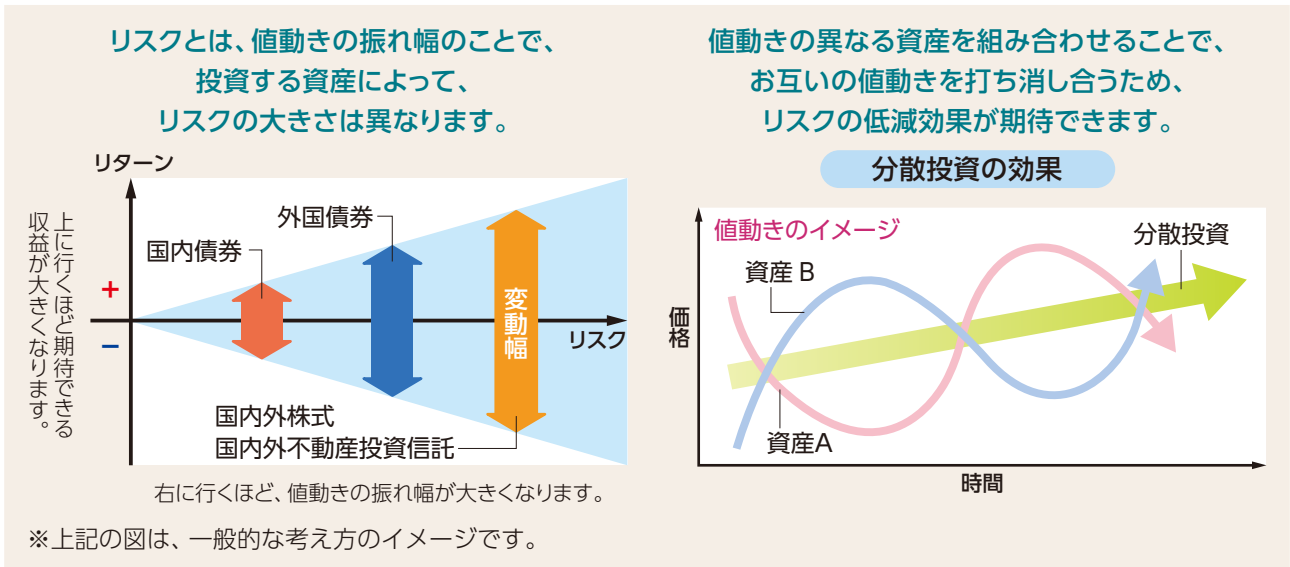 リスクとは、値動きの振れ幅のことで、
投資する資産によって、
リスクの大きさは異なります。
リターン
上に行くほど期待できる
収益が大きくなります。
+
−
国内債券
外国債券
変動幅
リスク
国内外株式
国内外不動産投資信託
右に行くほど、値動きの振れ幅が大きくなります。
※上記の図は、一般的な考え方のイメージです。
値動きの異なる資産を組み合わせることで、
お互いの値動きを打ち消し合うため、
リスクの低減効果が期待できます。
分散投資の効果
値動きのイメージ
分散投資
資産 B
価格
資産A
時間